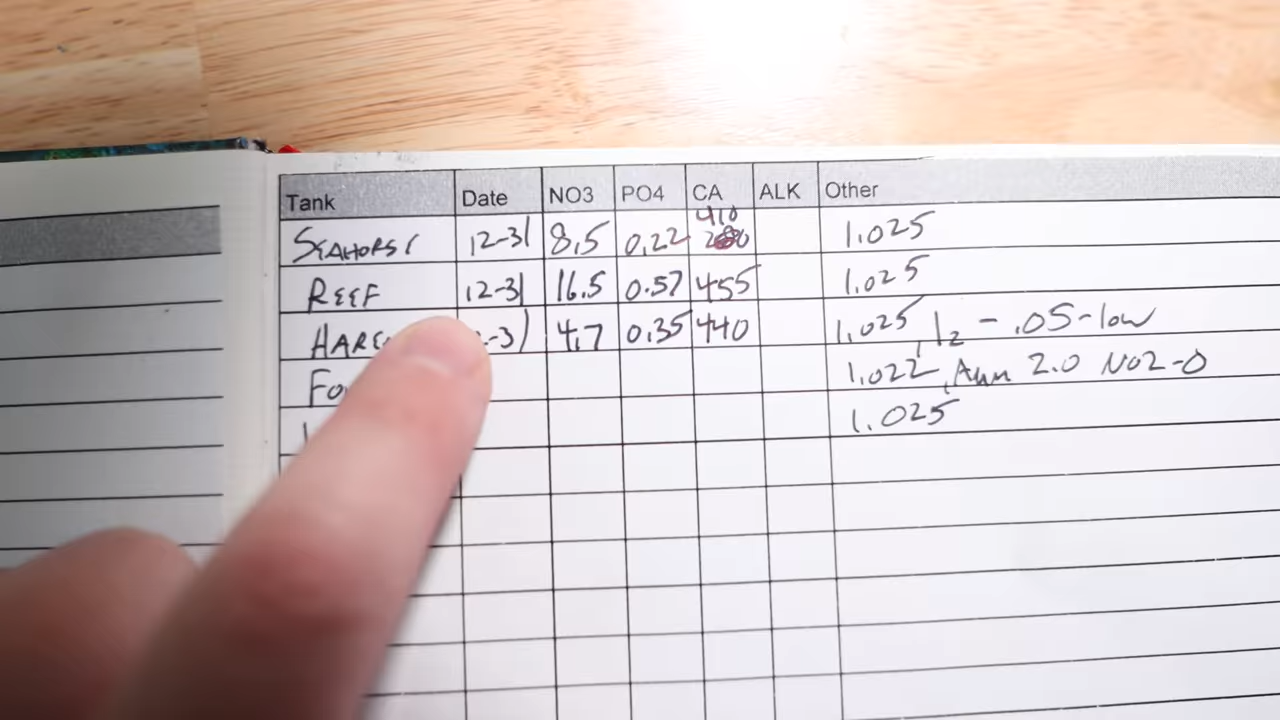 Tank Date NO3 PO4 CA ALK Other
SEAHORSE 12-31 8.5 0.22 410 1.025
REEF 12-31 16.5 0.57 455 1.025
4.7 0.35 440 1.025, I2 - .05-low
1.022, Amm 2.0 NO2-0
1.025